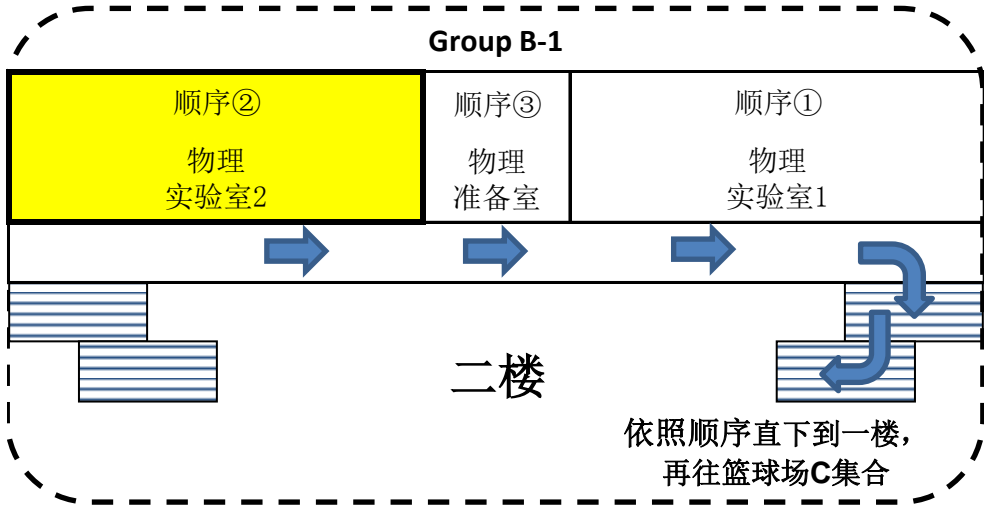 Group B-1
顺序②
物理
实验室2
顺序③
物理
准备室
顺序①
物理
实验室1
二楼
依照顺序直下到一楼，
再往篮球场C集合